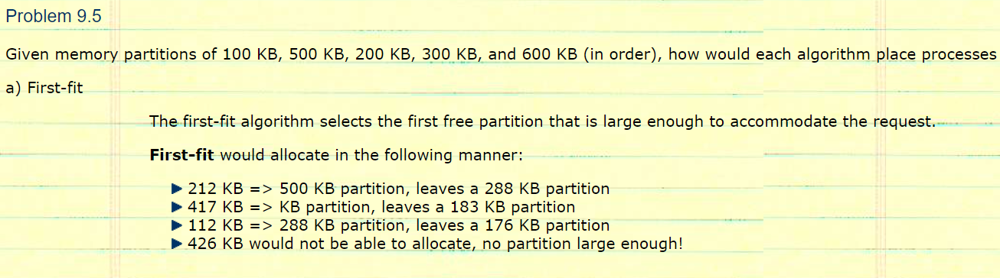 Problem 9.5
Given memory partitions of 100 KB, 500 KB, 200 KB, 300 KB, and 600 KB (in order), how would each algorithm place processes
a) First-fit
The first-fit algorithm selects the first free partition that is large enough to accommodate the request.
First-fit would allocate in the following manner:
► 212 KB => 500 KB partition, leaves a 288 KB partition
► 417 KB => KB partition, leaves a 183 KB partition
► 112 KB => 288 KB partition, leaves a 176 KB partition
► 426 KB would not be able to allocate, no partition large enough!